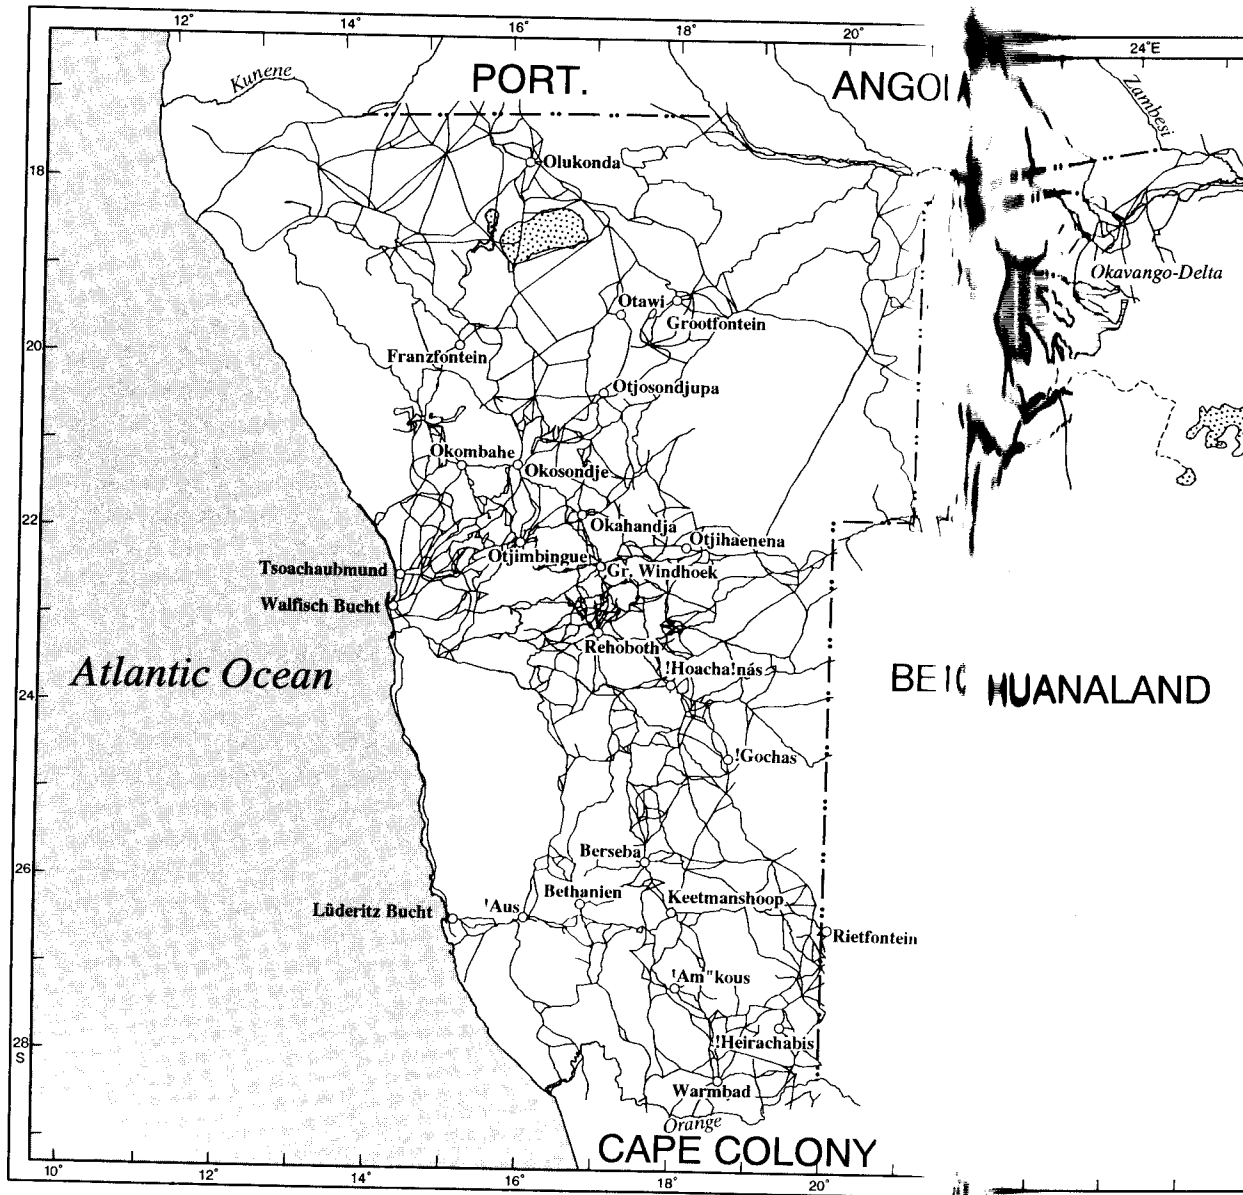 12° 14° 16° 18° 20° 24°E
Kunene
PORT.
Zambesi
18
Olukonda
Okavango-Delta
Otawi
Grootfontein
20
Franzfontein
Otjosondjupa
Okombahe
Okosondje
22
Okahandja
Otjihaenena
Otjimbingue
Gr. Windhoek
Tsoachaubmund
Walfisch Bucht
Rehoboth
!Hoacha!nás
Atlantic Ocean
24
HUANALAND
!Gochas
26
Berseba
Bethanien
Keetmanshoop
Lüderitz Bucht
'Aus
Rietfontein
'Am"kous
28
S
!Heirachabis
Warmbad
Orange
CAPE COLONY
10° 12° 14° 16° 18° 20°